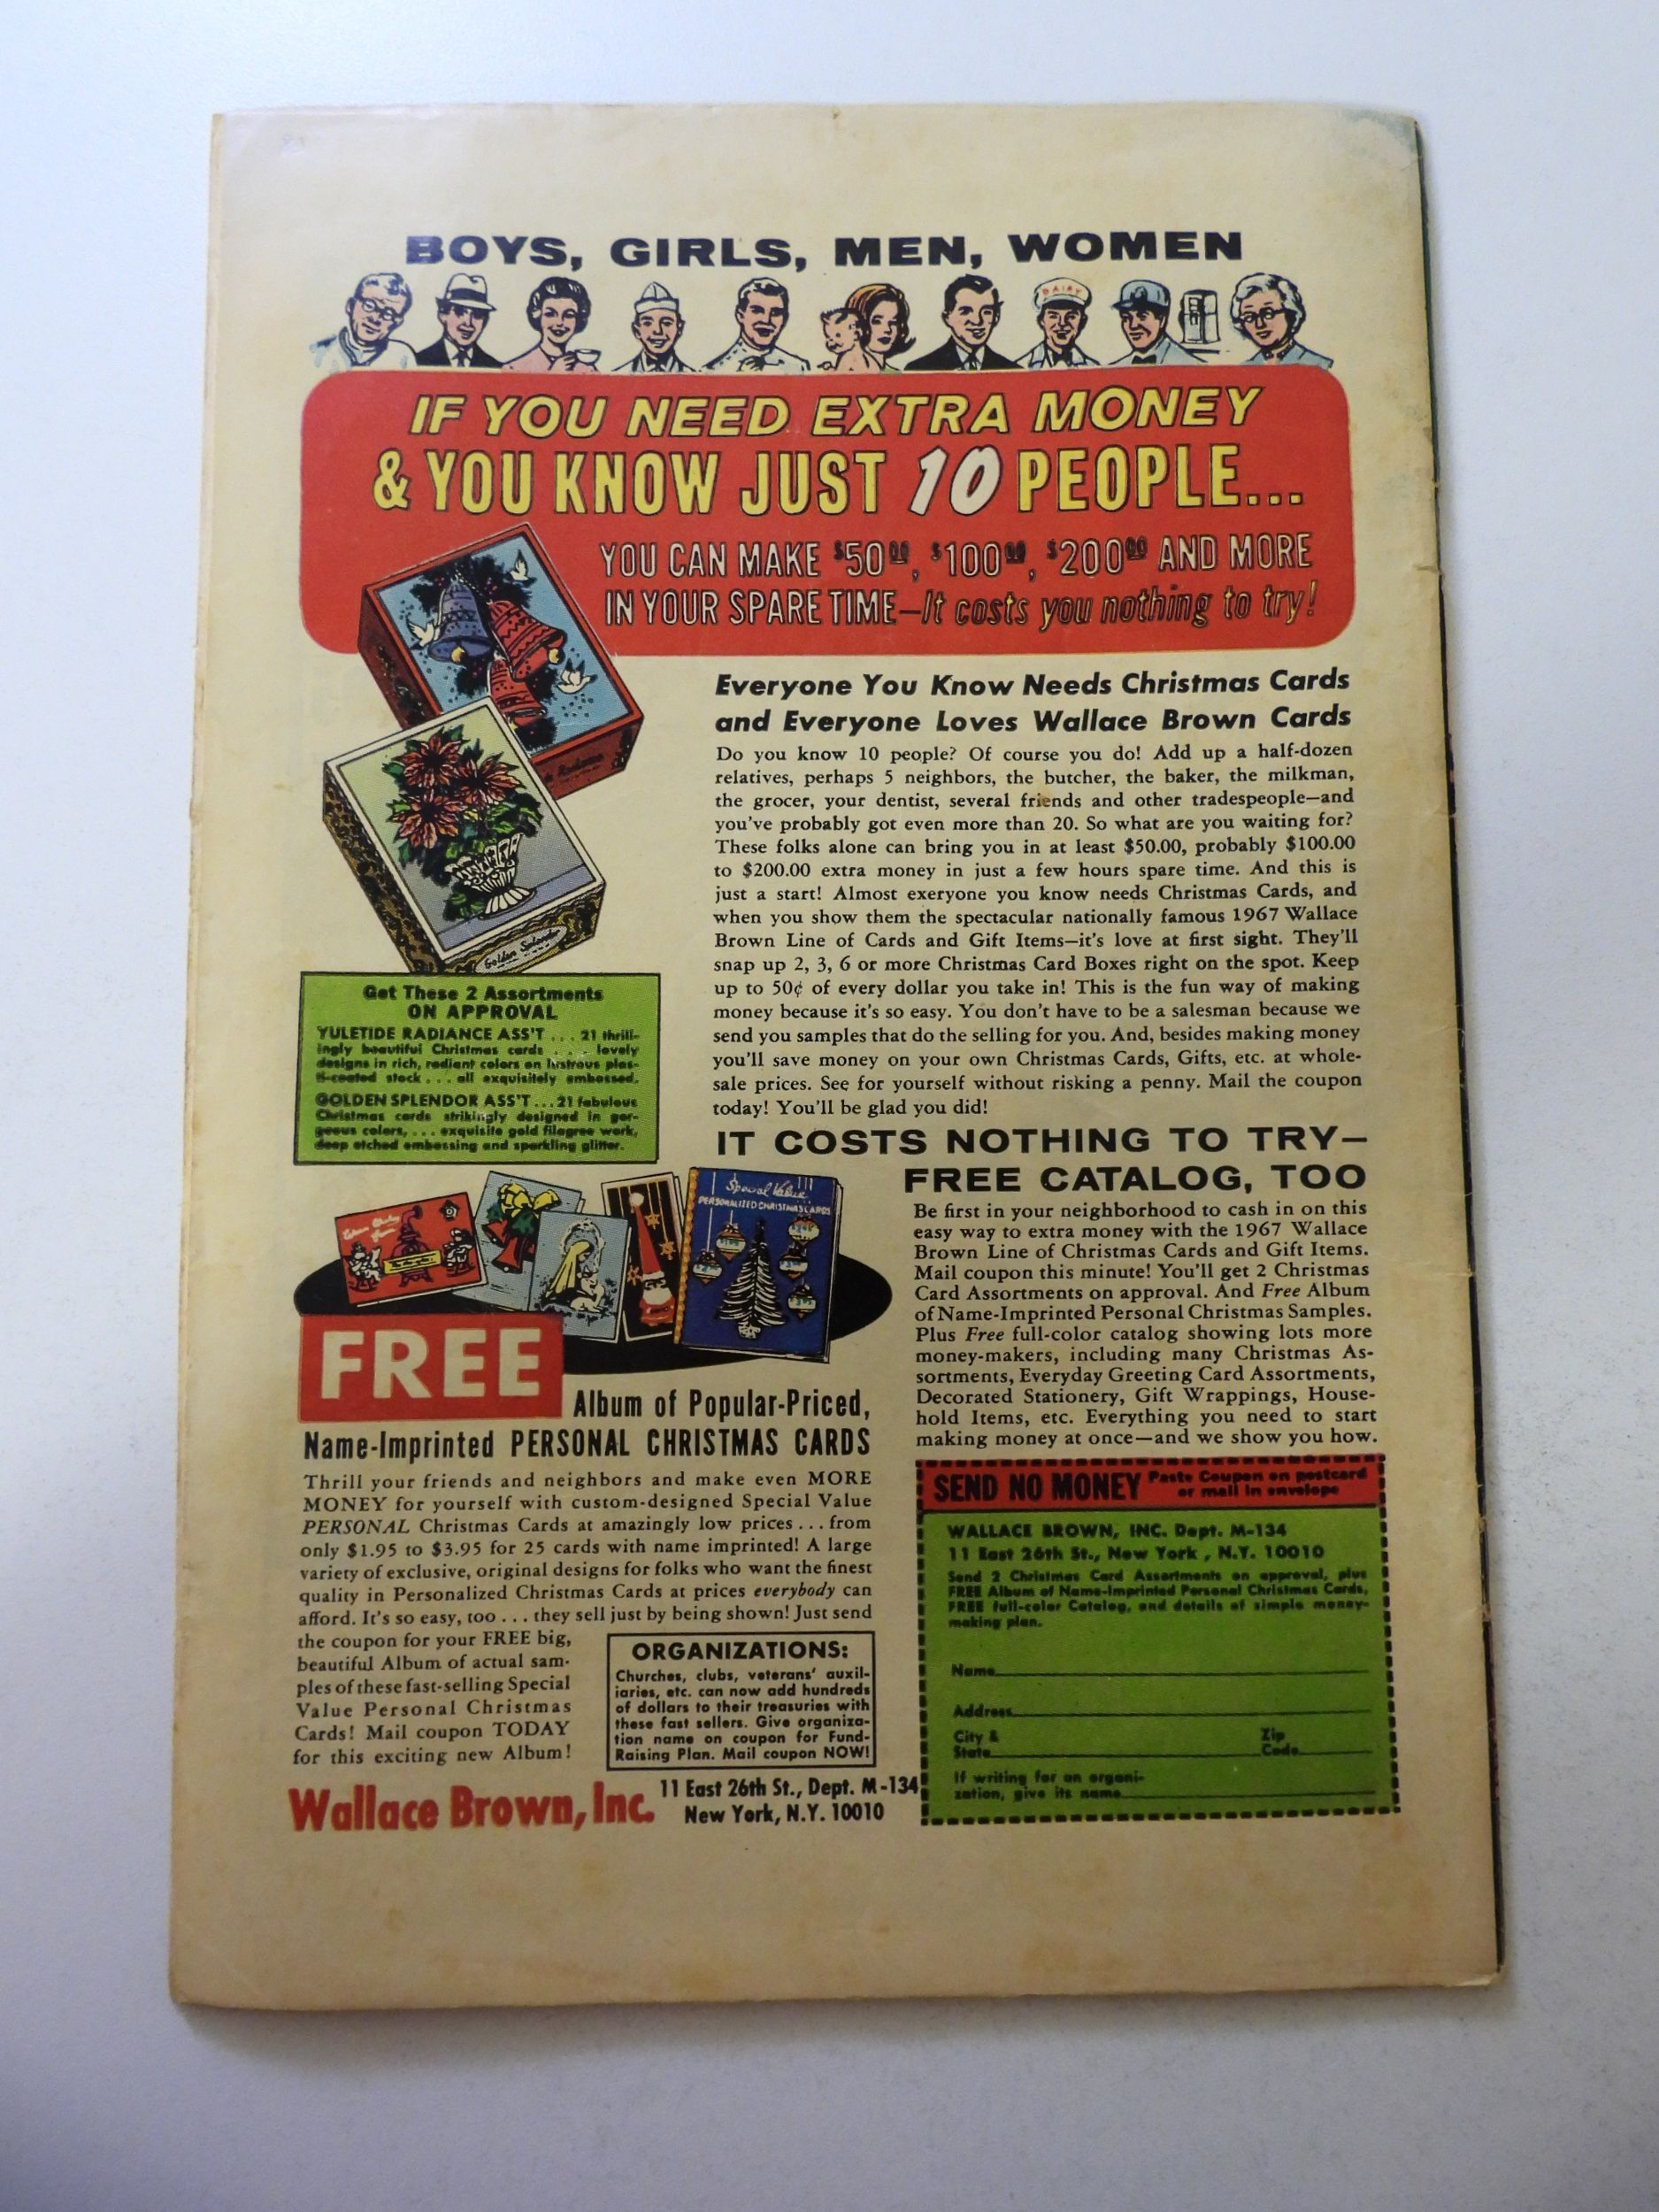 BOYS, GIRLS, MEN, WOMEN
DAIRY
IF YOU NEED EXTRA MONEY
& YOU KNOW JUST 10 PEOPLE...
YOU CAN MAKE $50.00, $100.00, $200.00 AND MORE
IN YOUR SPARE TIME—It costs you nothing to try!
Everyone You Know Needs Christmas Cards
and Everyone Loves Wallace Brown Cards
Do you know 10 people? Of course you do! Add up a half-dozen
relatives, perhaps 5 neighbors, the butcher, the baker, the milkman,
the grocer, your dentist, several friends and other tradespeople—and
you've probably got even more than 20. So what are you waiting for?
These folks alone can bring you in at least $50.00, probably $100.00
to $200.00 extra money in just a few hours spare time. And this is
just a start! Almost exeryone you know needs Christmas Cards, and
when you show them the spectacular nationally famous 1967 Wallace
Brown Line of Cards and Gift Items—it's love at first sight. They'll
snap up 2, 3, 6 or more Christmas Card Boxes right on the spot. Keep
up to 50¢ of every dollar you take in! This is the fun way of making
money because it's so easy. You don't have to be a salesman because we
send you samples that do the selling for you. And, besides making money
you'll save money on your own Christmas Cards, Gifts, etc. at whole-
sale prices. See for yourself without risking a penny. Mail the coupon
today! You'll be glad you did!
Golden Splendor
Get These 2 Assortments
ON APPROVAL
YULETIDE RADIANCE ASS'T ... 21 thrill-
ingly beautiful Christmas cards ... lovely
designs in rich, radiant colors on lustrous plas-
ti-coated stock ... all exquisitely embossed.
GOLDEN SPLENDOR ASS'T ... 21 fabulous
Christmas cards strikingly designed in gor-
geous colors, ... exquisite gold filagree work,
deep etched embossing and sparkling glitter.
IT COSTS NOTHING TO TRY—
FREE CATALOG, TOO
Be first in your neighborhood to cash in on this
easy way to extra money with the 1967 Wallace
Brown Line of Christmas Cards and Gift Items.
Mail coupon this minute! You'll get 2 Christmas
Card Assortments on approval. And Free Album
of Name-Imprinted Personal Christmas Samples.
Plus Free full-color catalog showing lots more
money-makers, including many Christmas As-
sortments, Everyday Greeting Card Assortments,
Decorated Stationery, Gift Wrappings, House-
hold Items, etc. Everything you need to start
making money at once—and we show you how.
Special Value
PERSONALIZED CHRISTMAS CARDS
FREE
Album of Popular-Priced,
Name-Imprinted PERSONAL CHRISTMAS CARDS
Thrill your friends and neighbors and make even MORE
MONEY for yourself with custom-designed Special Value
PERSONAL Christmas Cards at amazingly low prices ... from
only $1.95 to $3.95 for 25 cards with name imprinted! A large
variety of exclusive, original designs for folks who want the finest
quality in Personalized Christmas Cards at prices everybody can
afford. It's so easy, too ... they sell just by being shown! Just send
the coupon for your FREE big,
beautiful Album of actual sam-
ples of these fast-selling Special
Value Personal Christmas
Cards! Mail coupon TODAY
for this exciting new Album!
ORGANIZATIONS:
Churches, clubs, veterans' auxil-
iaries, etc. can now add hundreds
of dollars to their treasuries with
these fast sellers. Give organiza-
tion name on coupon for Fund-
Raising Plan. Mail coupon NOW!
Wallace Brown, Inc.
11 East 26th St., Dept. M-134
New York, N.Y. 10010
SEND NO MONEY Paste Coupon on postcard
or mail in envelope
WALLACE BROWN, INC. Dept. M-134
11 East 26th St., New York, N.Y. 10010
Send 2 Christmas Card Assortments on approval, plus
FREE Album of Name-Imprinted Personal Christmas Cards,
FREE full-color Catalog, and details of simple money-
making plan.
Name
Address
City & Zip
State Code
If writing for an organi-
zation, give its name